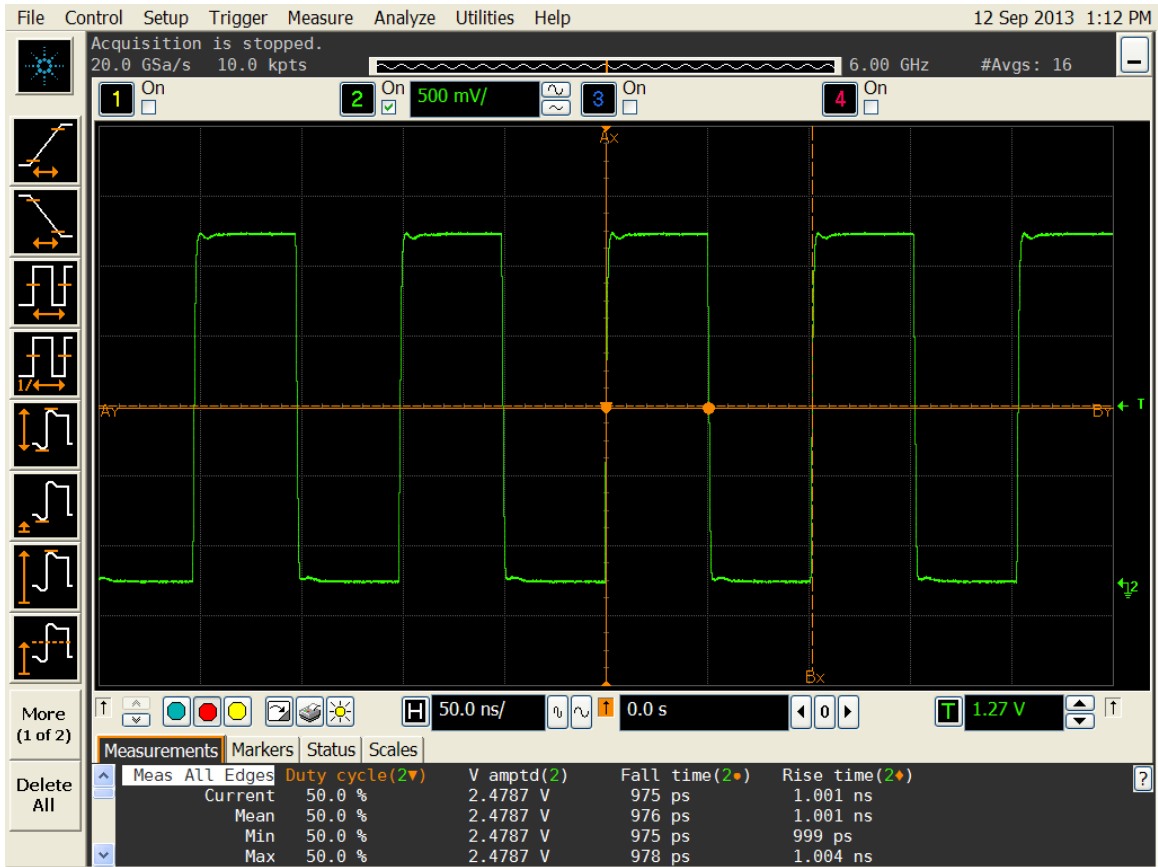 File Control Setup Trigger Measure Analyze Utilities Help 12 Sep 2013 1:12 PM
Acquisition is stopped.
20.0 GSa/s 10.0 kpts 6.00 GHz #Avgs: 16
1 On 2 On 500 mV/ 3 On 4 On
Ax
AY BY T
1/
2
Bx
More
(1 of 2)
Delete
All
H 50.0 ns/ 0.0 s 0 T 1.27 V
Measurements Markers Status Scales
Meas All Edges Duty cycle(2▼) V amptd(2) Fall time(2●) Rise time(2♦) ?
Current 50.0 % 2.4787 V 975 ps 1.001 ns
Mean 50.0 % 2.4787 V 976 ps 1.001 ns
Min 50.0 % 2.4787 V 975 ps 999 ps
Max 50.0 % 2.4787 V 978 ps 1.004 ns